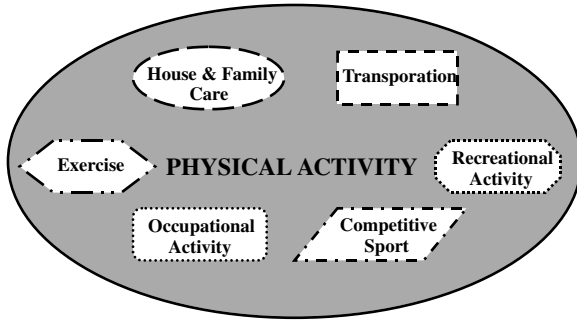 House & Family
Care
Transporation
Exercise
PHYSICAL ACTIVITY
Recreational
Activity
Occupational
Activity
Competitive
Sport